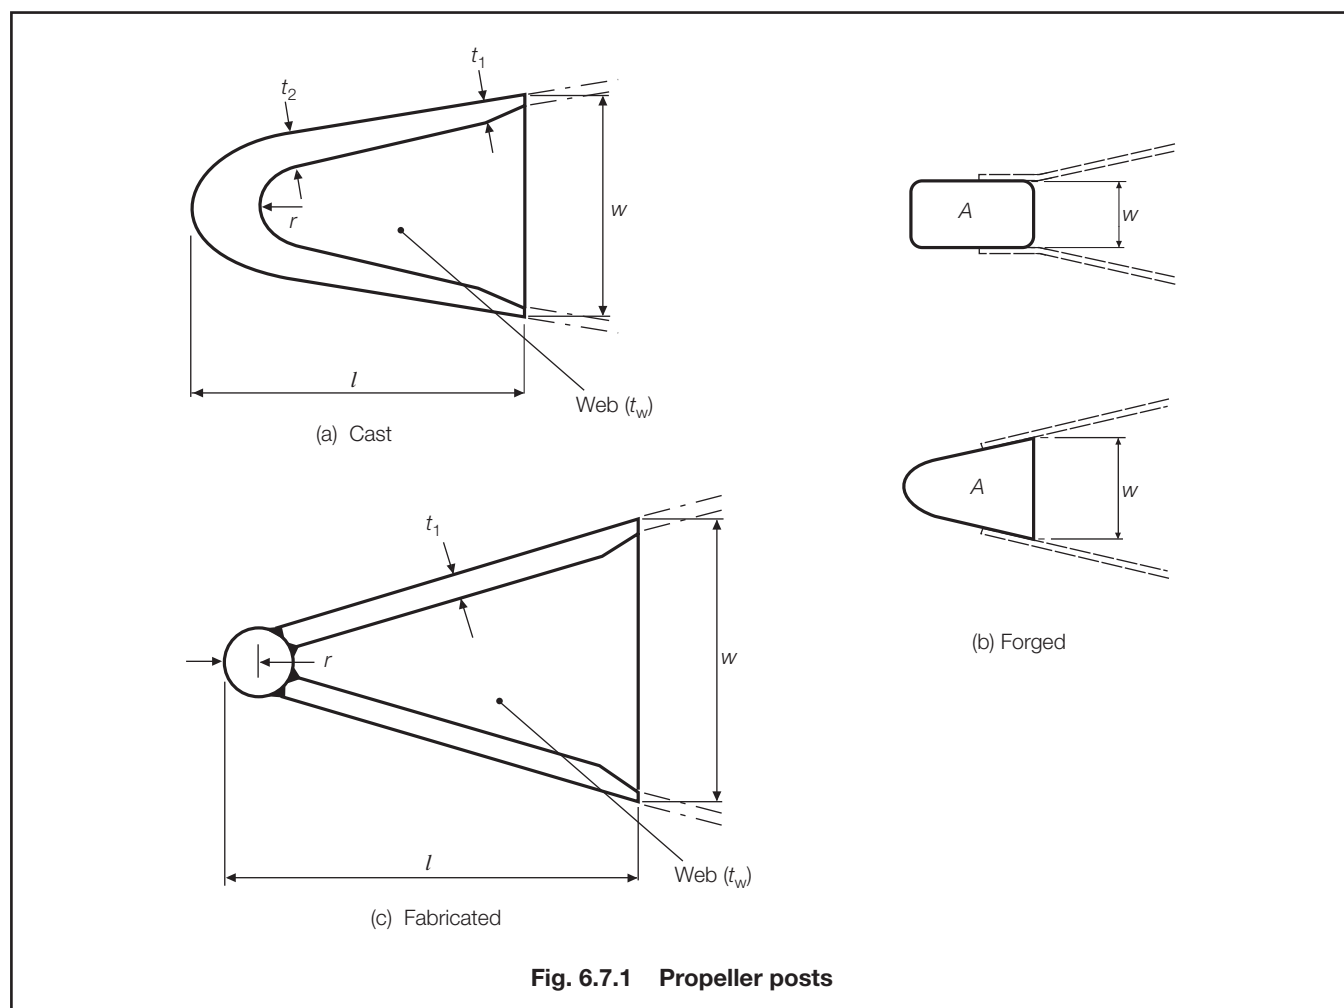 t1
t2
r
w
l
Web (tw)
(a) Cast
A
w
A
w
(b) Forged
t1
r
w
l
Web (tw)
(c) Fabricated
Fig. 6.7.1 Propeller posts